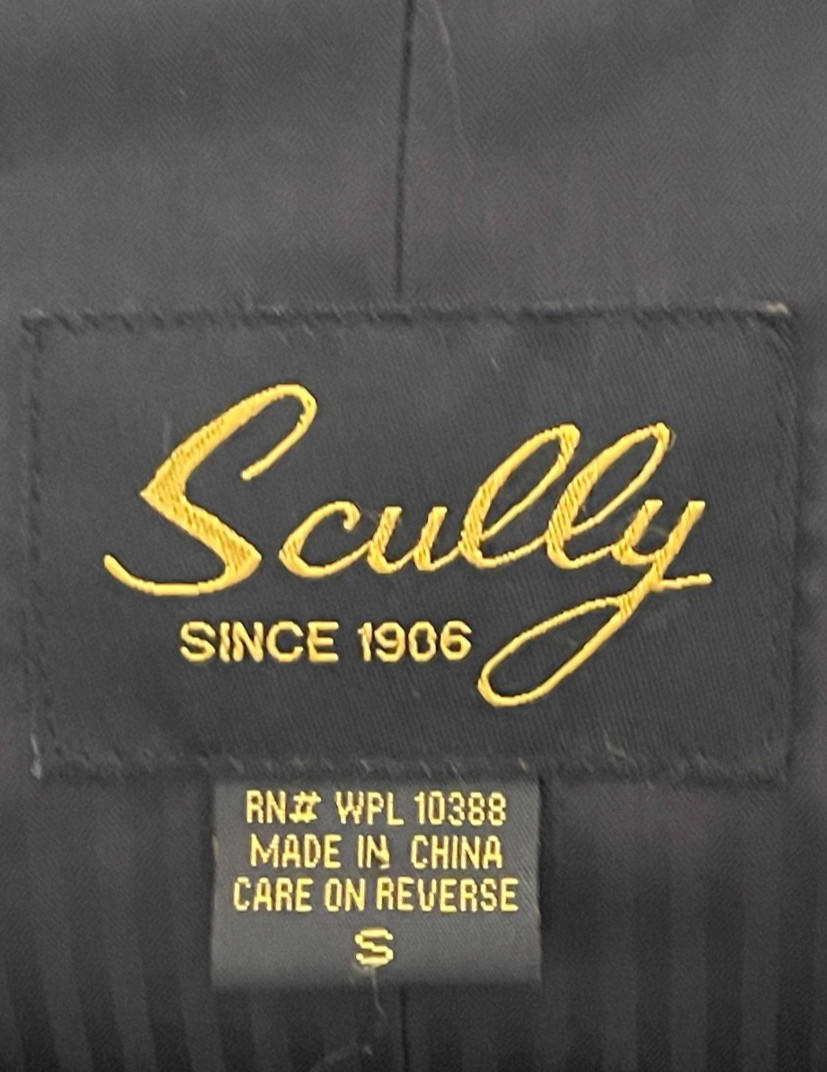 Scully
SINCE 1906
RN# WPL 10388
MADE IN CHINA
CARE ON REVERSE
S